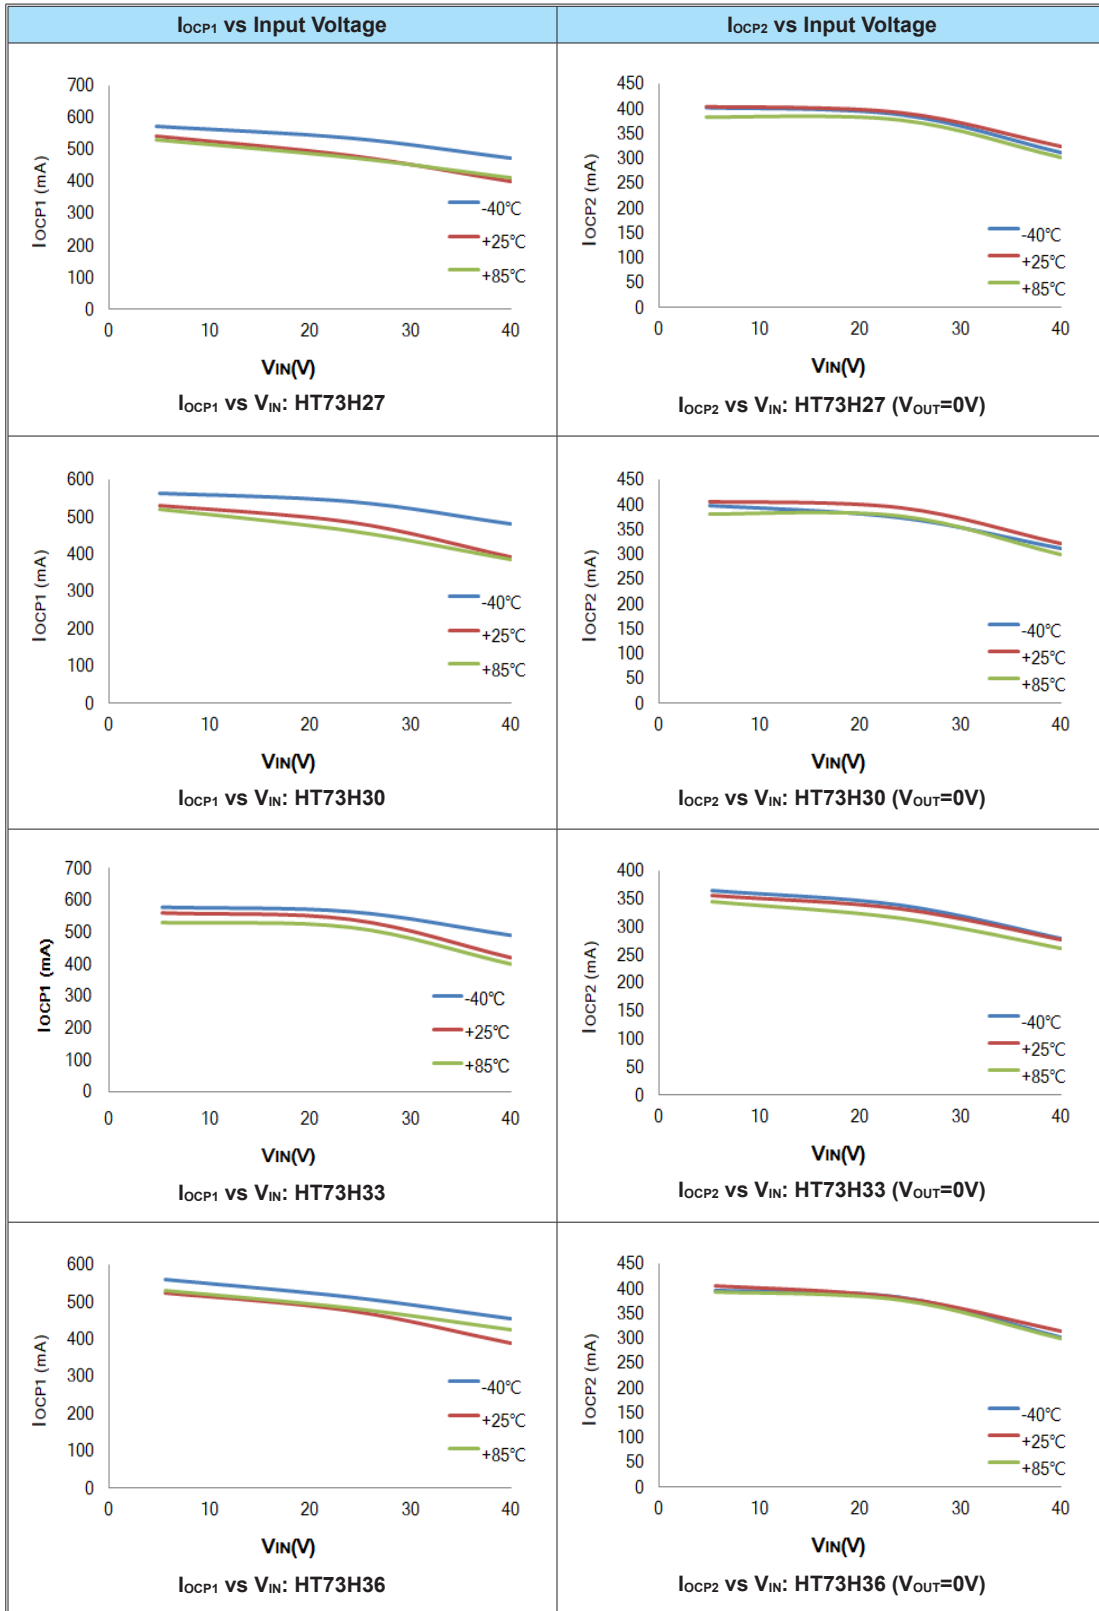 IOCP1 vs Input Voltage
IOCP2 vs Input Voltage
700
600
500
400
300
200
100
0
IOCP1 (mA)
-40℃
+25℃
+85℃
0 10 20 30 40
VIN(V)
IOCP1 vs VIN: HT73H27
450
400
350
300
250
200
150
100
50
0
IOCP2 (mA)
-40℃
+25℃
+85℃
0 10 20 30 40
VIN(V)
IOCP2 vs VIN: HT73H27 (VOUT=0V)
600
500
400
300
200
100
0
IOCP1 (mA)
-40℃
+25℃
+85℃
0 10 20 30 40
VIN(V)
IOCP1 vs VIN: HT73H30
450
400
350
300
250
200
150
100
50
0
IOCP2 (mA)
-40℃
+25℃
+85℃
0 10 20 30 40
VIN(V)
IOCP2 vs VIN: HT73H30 (VOUT=0V)
700
600
500
400
300
200
100
0
IOCP1 (mA)
-40℃
+25℃
+85℃
0 10 20 30 40
VIN(V)
IOCP1 vs VIN: HT73H33
400
350
300
250
200
150
100
50
0
IOCP2 (mA)
-40℃
+25℃
+85℃
0 10 20 30 40
VIN(V)
IOCP2 vs VIN: HT73H33 (VOUT=0V)
600
500
400
300
200
100
0
IOCP1 (mA)
-40℃
+25℃
+85℃
0 10 20 30 40
VIN(V)
IOCP1 vs VIN: HT73H36
450
400
350
300
250
200
150
100
50
0
IOCP2 (mA)
-40℃
+25℃
+85℃
0 10 20 30 40
VIN(V)
IOCP2 vs VIN: HT73H36 (VOUT=0V)